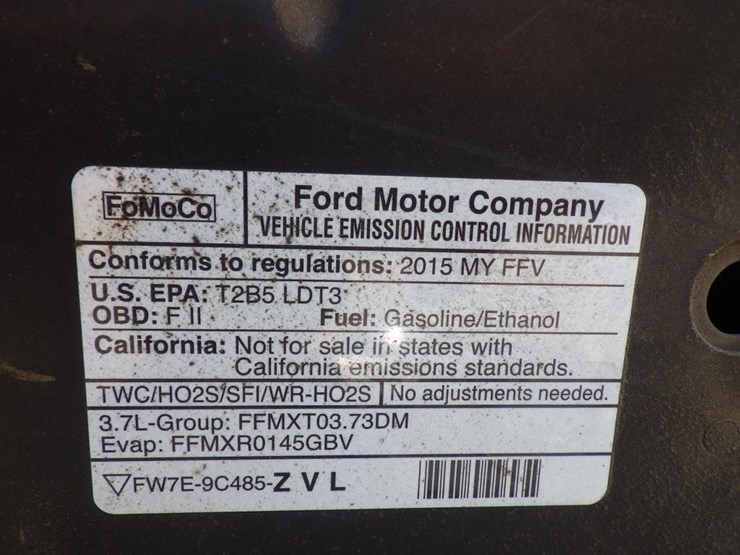 FoMoCo
Ford Motor Company
VEHICLE EMISSION CONTROL INFORMATION
Conforms to regulations: 2015 MY FFV
U.S. EPA: T2B5 LDT3
OBD: F II Fuel: Gasoline/Ethanol
California: Not for sale in states with
California emissions standards.
TWC/HO2S/SFI/WR-HO2S No adjustments needed.
3.7L-Group: FFMXT03.73DM
Evap: FFMXR0145GBV
FW7E-9C485-Z V L